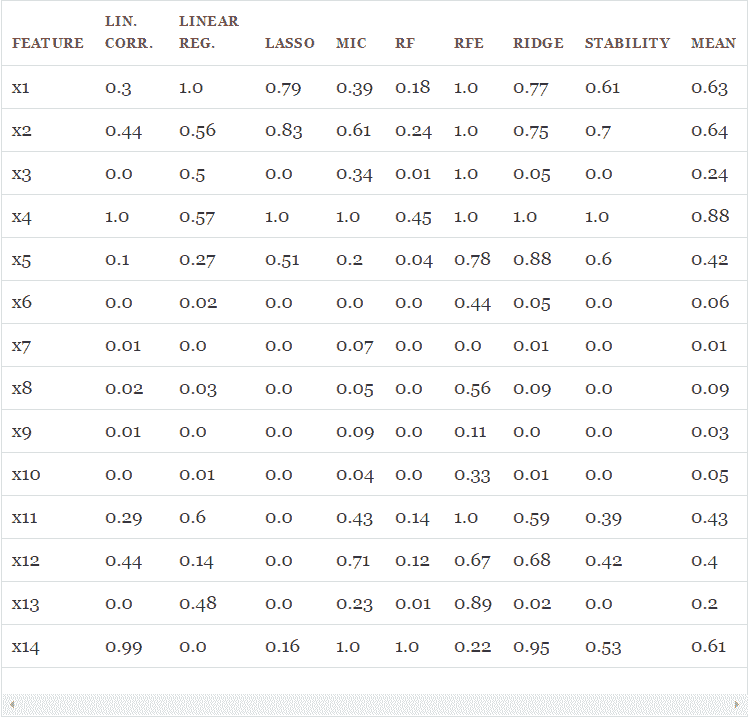 FEATURE LIN. CORR. LINEAR REG. LASSO MIC RF RFE RIDGE STABILITY MEAN
x1 0.3 1.0 0.79 0.39 0.18 1.0 0.77 0.61 0.63
x2 0.44 0.56 0.83 0.61 0.24 1.0 0.75 0.7 0.64
x3 0.0 0.5 0.0 0.34 0.01 1.0 0.05 0.0 0.24
x4 1.0 0.57 1.0 1.0 0.45 1.0 1.0 1.0 0.88
x5 0.1 0.27 0.51 0.2 0.04 0.78 0.88 0.6 0.42
x6 0.0 0.02 0.0 0.0 0.0 0.44 0.05 0.0 0.06
x7 0.01 0.0 0.0 0.07 0.0 0.0 0.01 0.0 0.01
x8 0.02 0.03 0.0 0.05 0.0 0.56 0.09 0.0 0.09
x9 0.01 0.0 0.0 0.09 0.0 0.11 0.0 0.0 0.03
x10 0.0 0.01 0.0 0.04 0.0 0.33 0.01 0.0 0.05
x11 0.29 0.6 0.0 0.43 0.14 1.0 0.59 0.39 0.43
x12 0.44 0.14 0.0 0.71 0.12 0.67 0.68 0.42 0.4
x13 0.0 0.48 0.0 0.23 0.01 0.89 0.02 0.0 0.2
x14 0.99 0.0 0.16 1.0 1.0 0.22 0.95 0.53 0.61